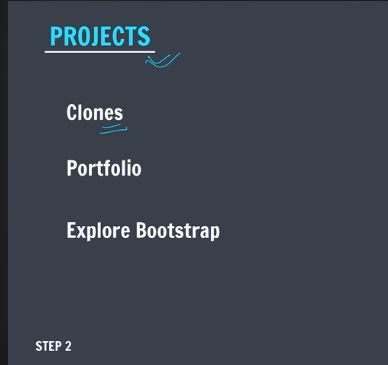 PROJECTS
Clones
Portfolio
Explore Bootstrap
STEP 2